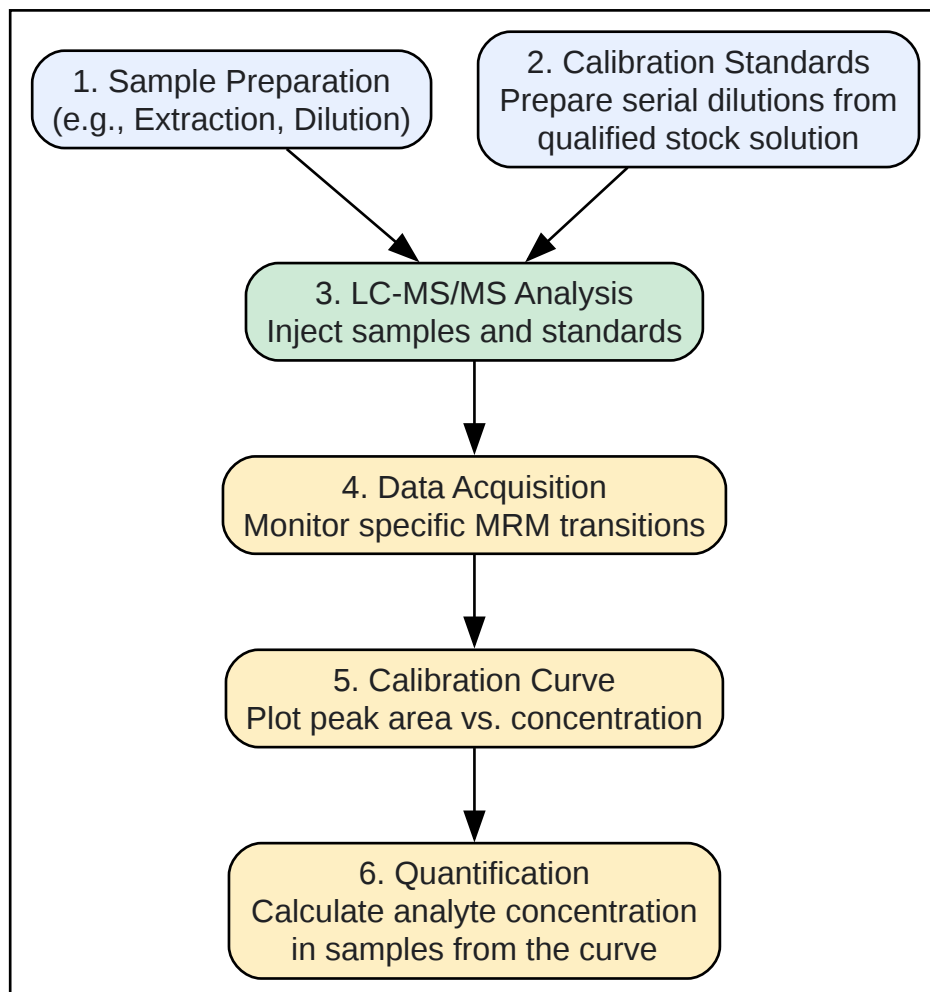 1. Sample Preparation
(e.g., Extraction, Dilution)
2. Calibration Standards
Prepare serial dilutions from
qualified stock solution
3. LC-MS/MS Analysis
Inject samples and standards
4. Data Acquisition
Monitor specific MRM transitions
5. Calibration Curve
Plot peak area vs. concentration
6. Quantification
Calculate analyte concentration
in samples from the curve